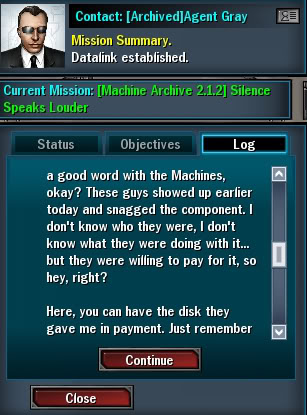 Contact: [Archived]Agent Gray
Mission Summary.
Datalink established.
Current Mission: [Machine Archive 2.1.2] Silence
Speaks Louder
Status
Objectives
Log
a good word with the Machines,
okay? These guys showed up earlier
today and snagged the component. I
don't know who they were, I don't
know what they were doing with it...
but they were willing to pay for it, so
hey, right?
Here, you can have the disk they
gave me in payment. Just remember
Continue
Close